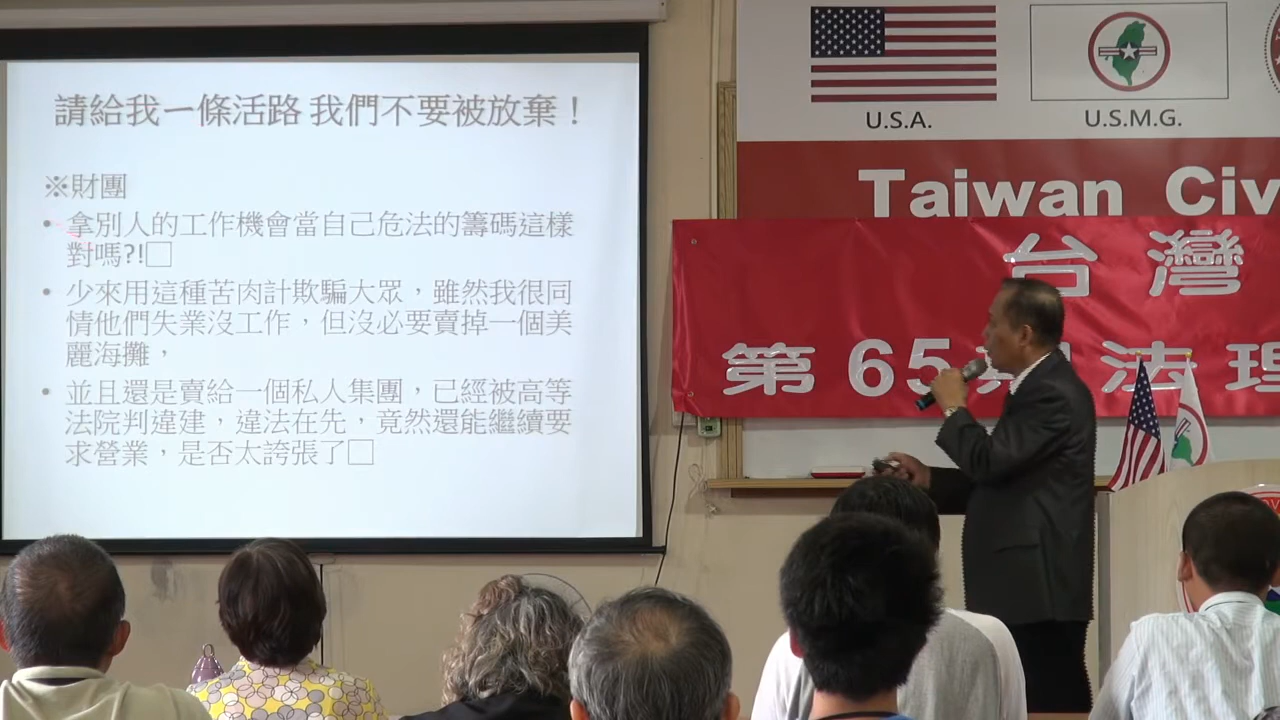 請給我一條活路 我們不要被放棄！
※財團
• 拿別人的工作機會當自己危法的籌碼這樣
對嗎?!□
• 少來用這種苦肉計欺騙大眾，雖然我很同
情他們失業沒工作，但沒必要賣掉一個美
麗海攤，
• 並且還是賣給一個私人集團，已經被高等
法院判違建，違法在先，竟然還能繼續要
求營業，是否太誇張了□
U.S.A.
U.S.M.G.
Taiwan Civ
台灣
第65期法理